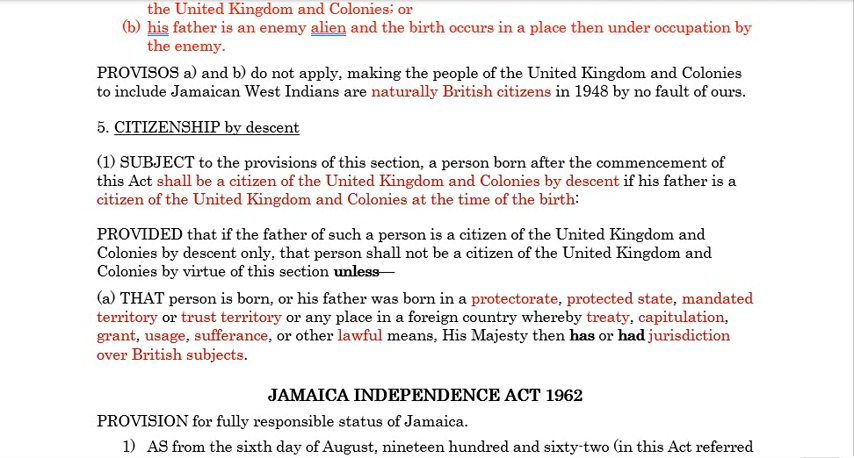 the United Kingdom and Colonies; or
(b) his father is an enemy alien and the birth occurs in a place then under occupation by
the enemy.
PROVISOS a) and b) do not apply, making the people of the United Kingdom and Colonies
to include Jamaican West Indians are naturally British citizens in 1948 by no fault of ours.
5. CITIZENSHIP by descent
(1) SUBJECT to the provisions of this section, a person born after the commencement of
this Act shall be a citizen of the United Kingdom and Colonies by descent if his father is a
citizen of the United Kingdom and Colonies at the time of the birth:
PROVIDED that if the father of such a person is a citizen of the United Kingdom and
Colonies by descent only, that person shall not be a citizen of the United Kingdom and
Colonies by virtue of this section unless—
(a) THAT person is born, or his father was born in a protectorate, protected state, mandated
territory or trust territory or any place in a foreign country whereby treaty, capitulation,
grant, usage, sufferance, or other lawful means, His Majesty then has or had jurisdiction
over British subjects.
JAMAICA INDEPENDENCE ACT 1962
PROVISION for fully responsible status of Jamaica.
1) AS from the sixth day of August, nineteen hundred and sixty-two (in this Act referred